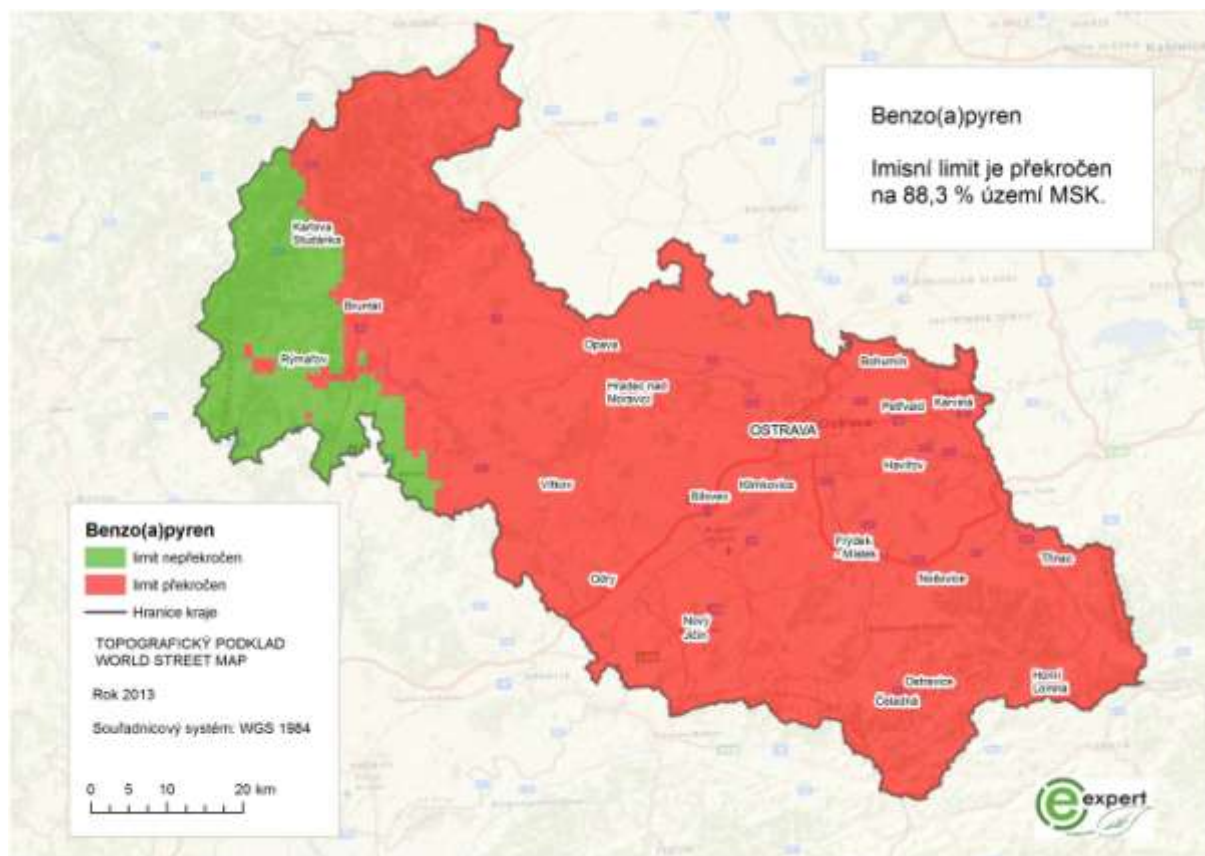 Benzo(a)pyren
Imisní limit je překročen
na 88,3 % území MSK.
Karlova
Studánka
Bruntál
Rýmařov
Opava
Hradec nad
Moravicí
Bohumín
Petřvald
Karviná
OSTRAVA
Havířov
Vítkov
Bílovec
Klimkovice
Frýdek
- Místek
Třinec
Nošovice
Odry
Nový
Jičín
Ostravice
Čeladná
Horní
Lomná
Benzo(a)pyren
limit nepřekročen
limit překročen
Hranice kraje
TOPOGRAFICKÝ PODKLAD
WORLD STREET MAP
Rok 2013
Souřadnicový systém: WGS 1984
0 5 10 20 km
expert